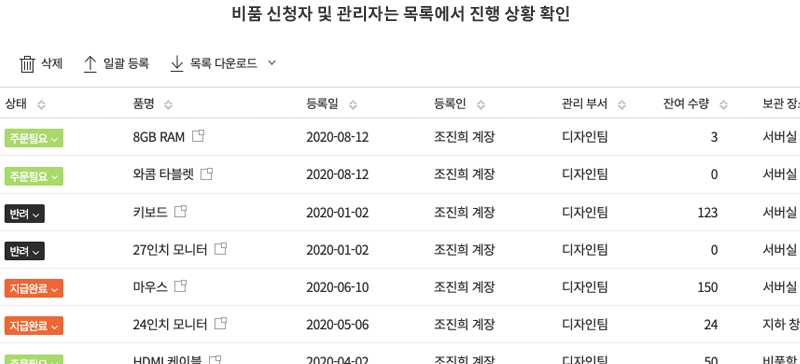 비품 신청자 및 관리자는 목록에서 진행 상황 확인
삭제 일괄 등록 목록 다운로드
상태 품명 등록일 등록인 관리 부서 잔여 수량 보관 장소
주문필요 8GB RAM 2020-08-12 조진희 계장 디자인팀 3 서버실
주문필요 와콤 타블렛 2020-08-12 조진희 계장 디자인팀 0 서버실
반려 키보드 2020-01-02 조진희 계장 디자인팀 123 서버실
반려 27인치 모니터 2020-01-02 조진희 계장 디자인팀 0 서버실
지급완료 마우스 2020-06-10 조진희 계장 디자인팀 150 서버실
지급완료 24인치 모니터 2020-05-06 조진희 계장 디자인팀 24 지하 창
주문필요 HDMI 케이블 2020-04-02 조진희 계장 디자인팀 50 비품함